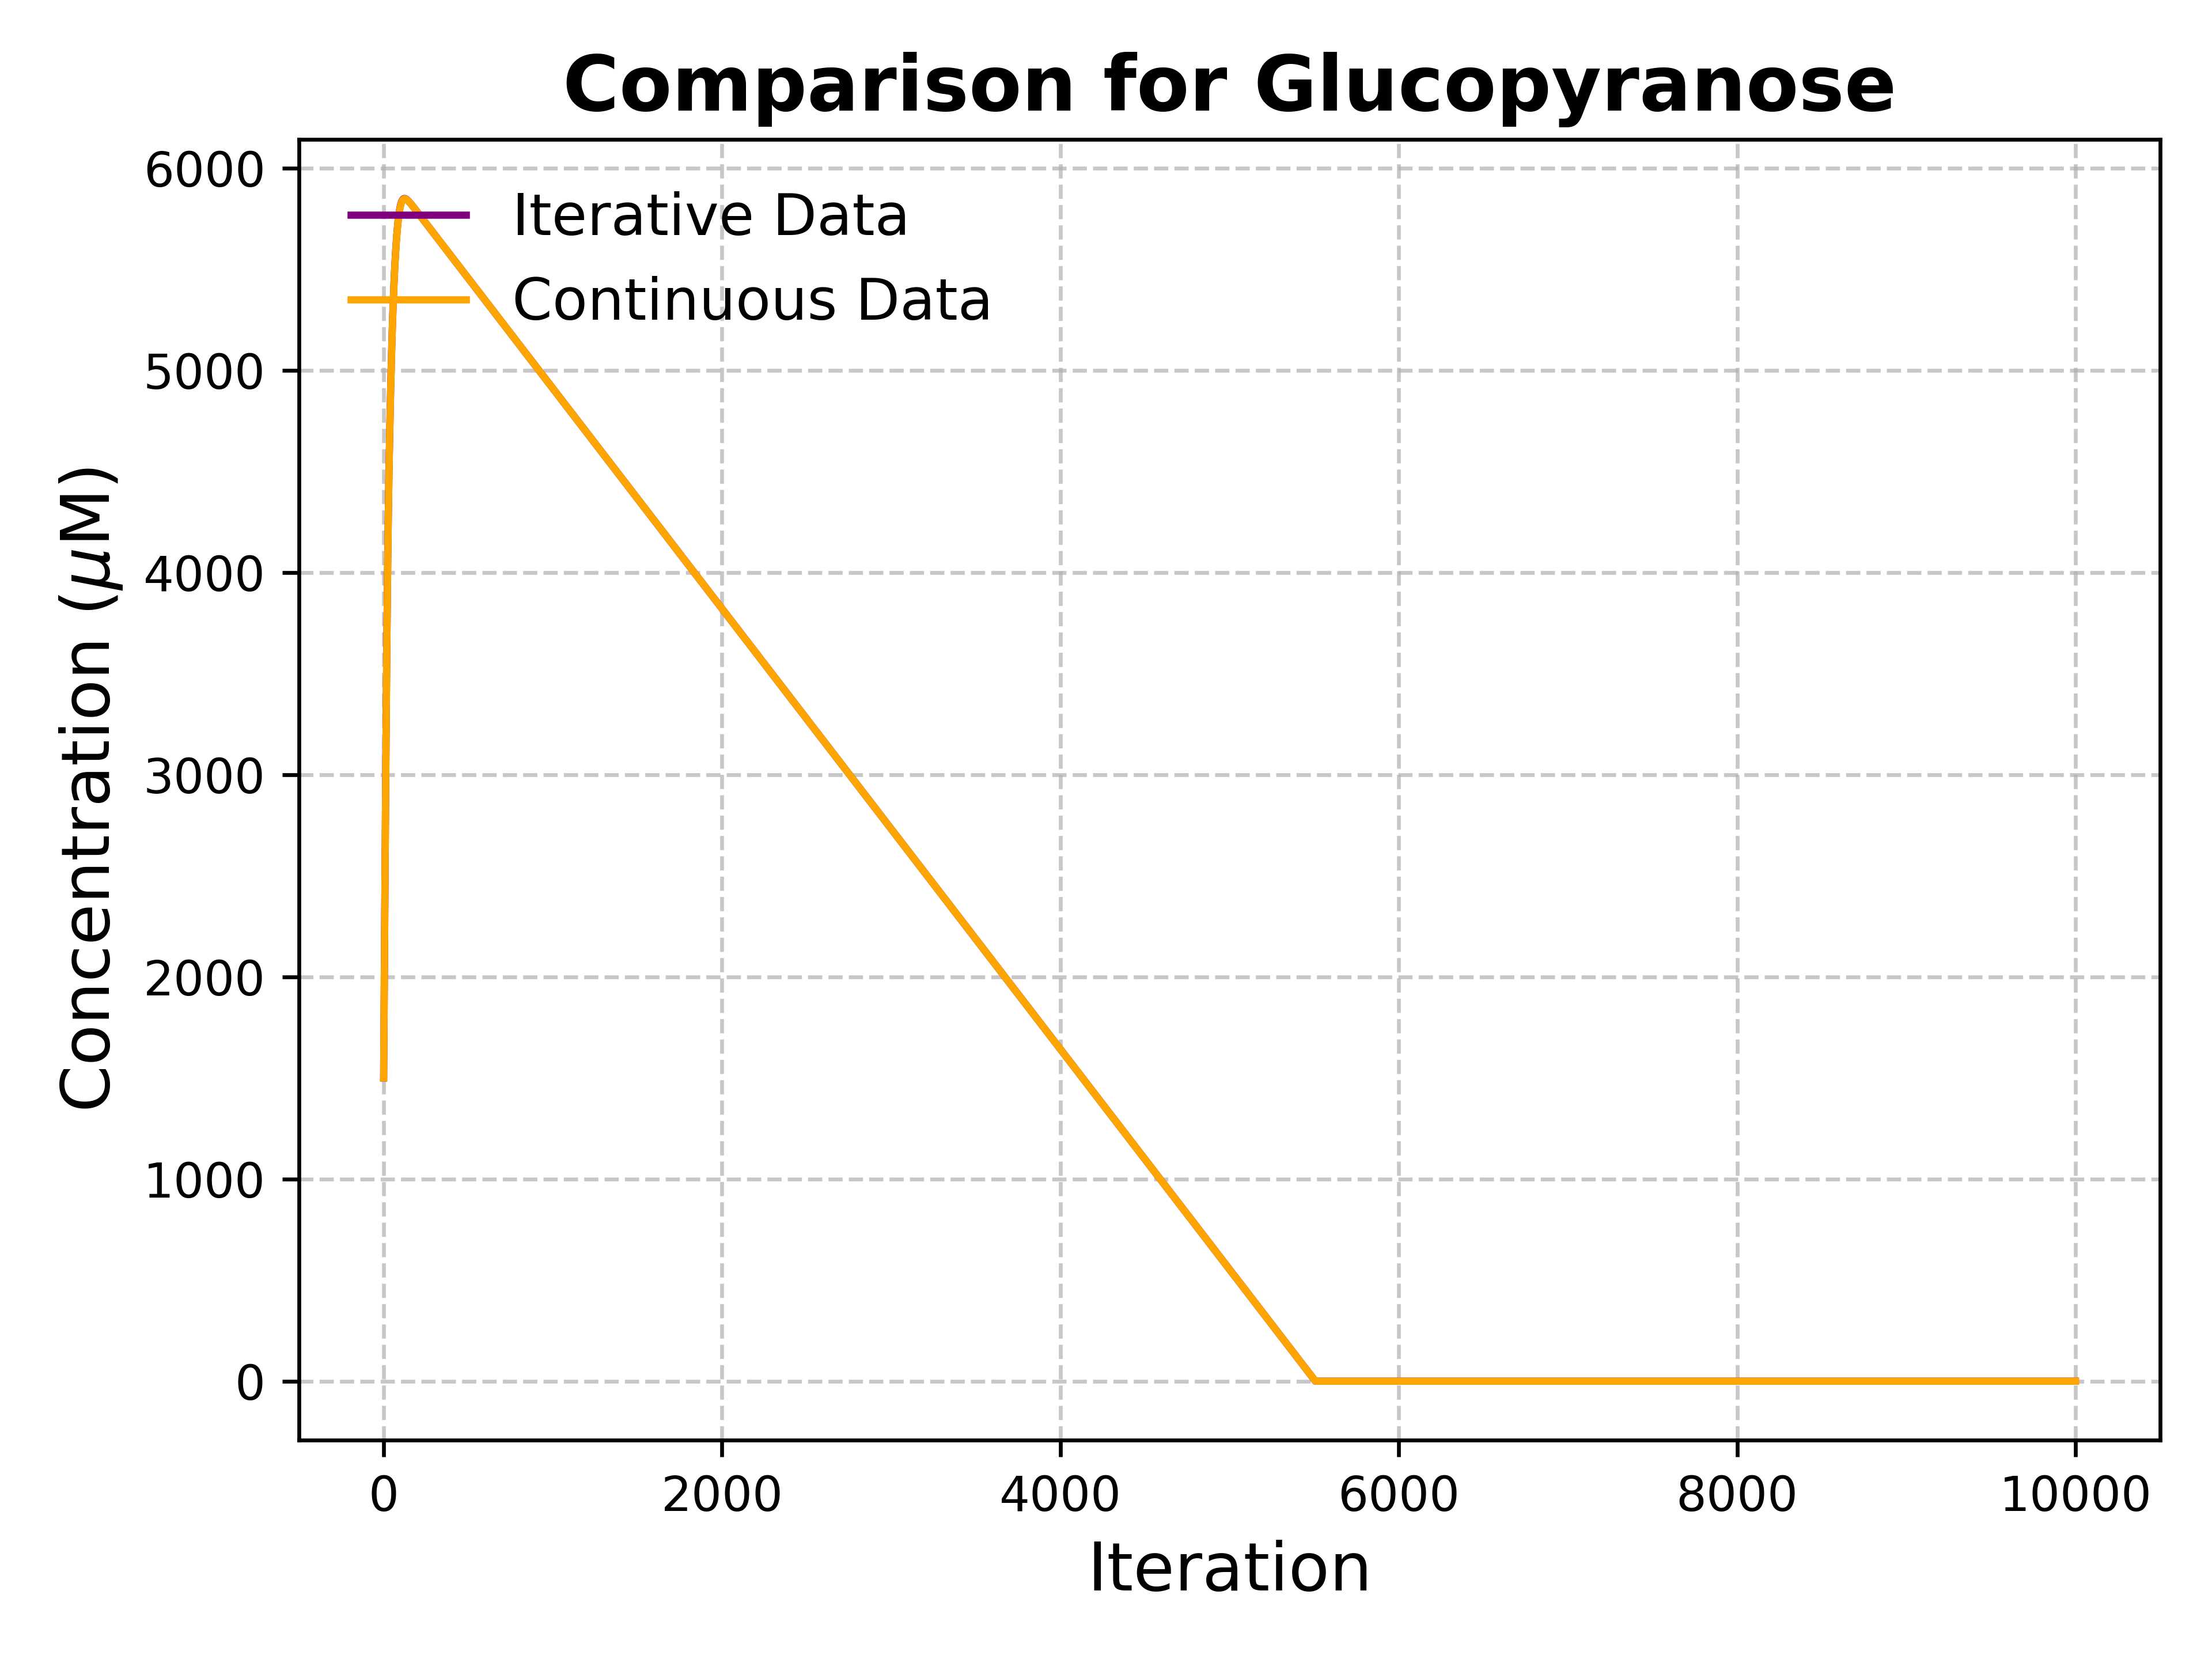 Comparison for Glucopyranose
6000
5000
4000
3000
2000
1000
0
Concentration (μM)
Iterative Data
Continuous Data
0 2000 4000 6000 8000 10000
Iteration